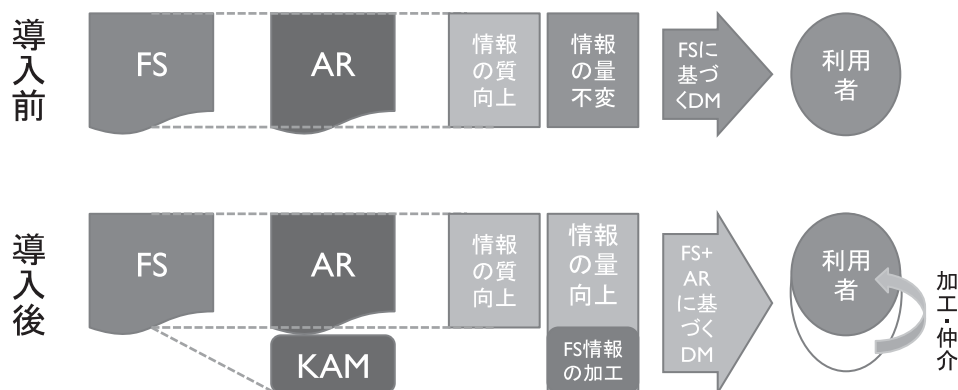 導入前
FS
AR
情報
の質
向上
情報
の量
不変
FSに
基づ
くDM
利用
者
導入後
FS
AR
KAM
情報
の質
向上
情報
の量
向上
FS情報
の加工
FS+
AR
に基
づく
DM
利用
者
加工・仲介